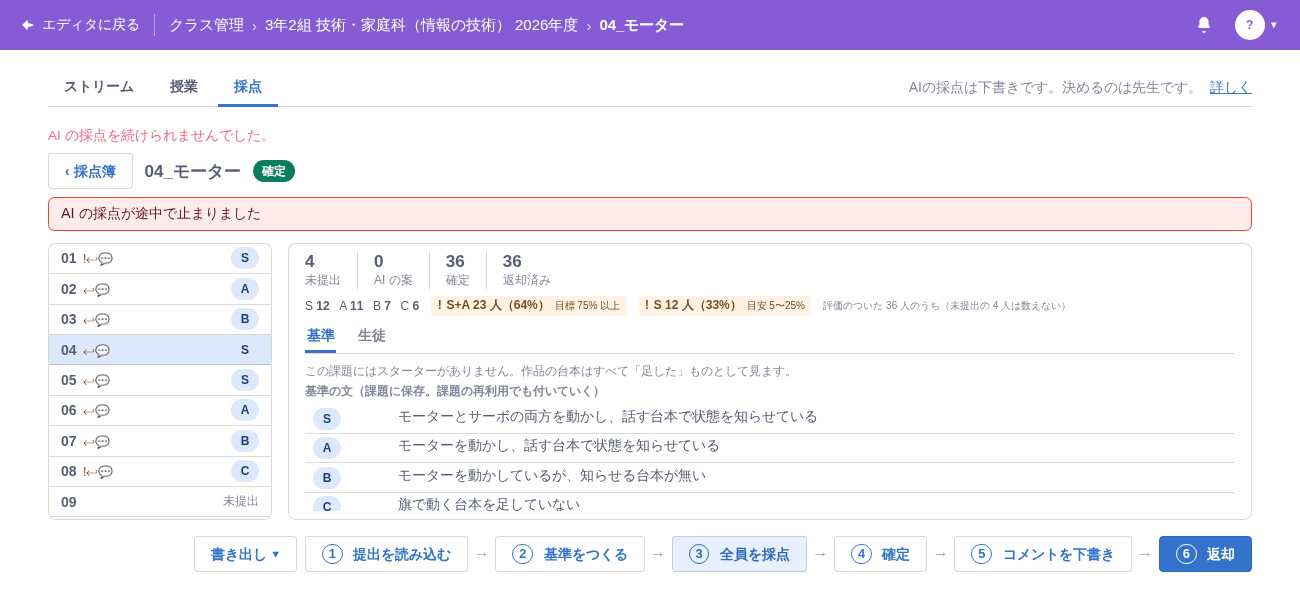 エディタに戻る クラス管理 › 3年2組 技術・家庭科（情報の技術） 2026年度 › 04_モーター ?
ストリーム 授業 採点 AIの採点は下書きです。決めるのは先生です。 詳しく
AI の採点を続けられませんでした。
‹ 採点簿 04_モーター 確定
AI の採点が途中で止まりました
01 ! S
02 A
03 B
04 S
05 S
06 A
07 B
08 ! C
09 未提出
4 0 36 36
未提出 AI の案 確定 返却済み
S 12 A 11 B 7 C 6 ! S+A 23 人（64%） 目標 75% 以上 ! S 12 人（33%） 目安 5〜25% 評価のついた 36 人のうち（未提出の 4 人は数えない）
基準 生徒
この課題にはスターターがありません。作品の台本はすべて「足した」ものとして見ます。
基準の文（課題に保存。課題の再利用でも付いていく）
S モーターとサーボの両方を動かし、話す台本で状態を知らせている
A モーターを動かし、話す台本で状態を知らせている
B モーターを動かしているが、知らせる台本が無い
C 旗で動く台本を足していない
書き出し ▾ 1 提出を読み込む → 2 基準をつくる → 3 全員を採点 → 4 確定 → 5 コメントを下書き → 6 返却